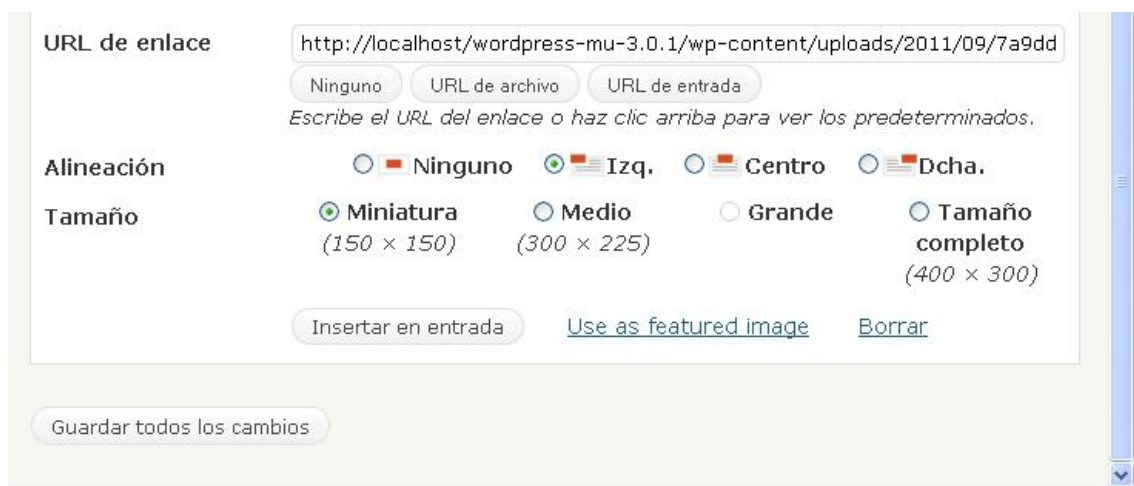 URL de enlace http://localhost/wordpress-mu-3.0.1/wp-content/uploads/2011/09/7a9dd
Ninguno URL de archivo URL de entrada
Escribe el URL del enlace o haz clic arriba para ver los predeterminados.
Alineación Ninguno Izq. Centro Dcha.
Tamaño Miniatura Medio Grande Tamaño
completo
(150 × 150) (300 × 225)
(400 × 300)
Insertar en entrada Use as featured image Borrar
Guardar todos los cambios